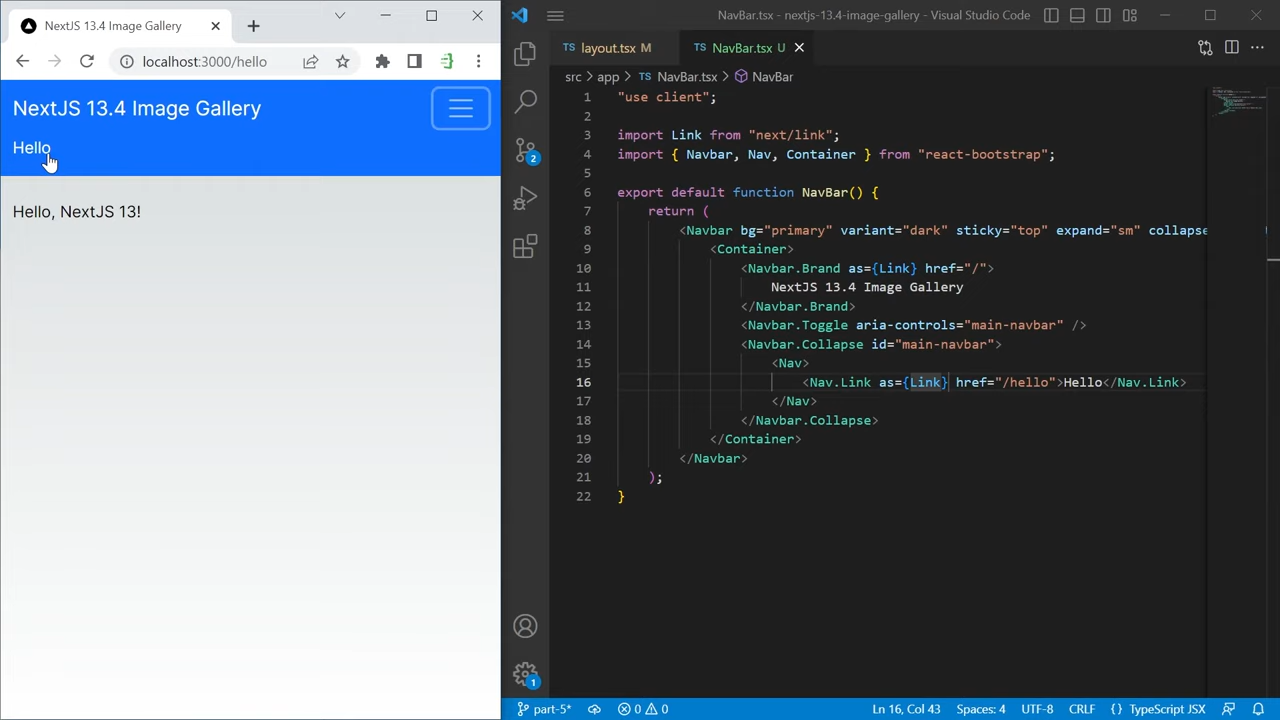 NextJS 13.4 Image Gallery
localhost:3000/hello
NextJS 13.4 Image Gallery
Hello
Hello, NextJS 13!
NavBar.tsx - nextjs-13.4-image-gallery - Visual Studio Code
TS layout.tsx M
TS NavBar.tsx U
src > app > TS NavBar.tsx > NavBar
1 "use client";
2
3 import Link from "next/link";
4 import { Navbar, Nav, Container } from "react-bootstrap";
5
6 export default function NavBar() {
7 return (
8 <Navbar bg="primary" variant="dark" sticky="top" expand="sm" collapse
9 <Container>
10 <Navbar.Brand as={Link} href="/">
11 NextJS 13.4 Image Gallery
12 </Navbar.Brand>
13 <Navbar.Toggle aria-controls="main-navbar" />
14 <Navbar.Collapse id="main-navbar">
15 <Nav>
16 <Nav.Link as={Link} href="/hello">Hello</Nav.Link>
17 </Nav>
18 </Navbar.Collapse>
19 </Container>
20 </Navbar>
21 );
22 }
2
1
part-5* 0 0 Ln 16, Col 43 Spaces: 4 UTF-8 CRLF {} TypeScript JSX